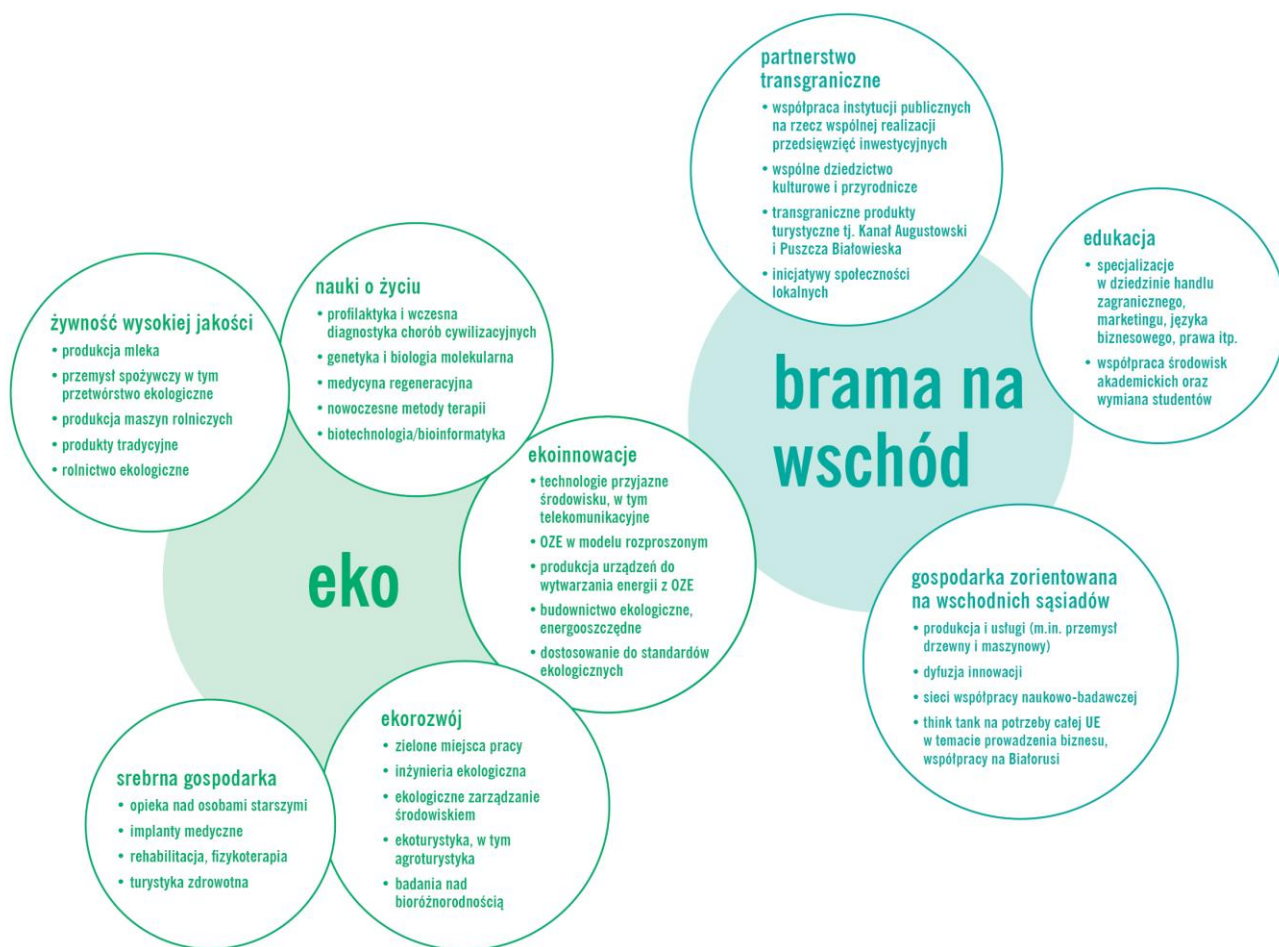 partnerstwo
transgraniczne
• współpraca instytucji publicznych
na rzecz wspólnej realizacji
przedsięwzięć inwestycyjnych
• wspólne dziedzictwo
kulturowe i przyrodnicze
• transgraniczne produkty
turystyczne tj. Kanał Augustowski
i Puszcza Białowieska
• inicjatywy społeczności
lokalnych
edukacja
• specjalizacje
w dziedzinie handlu
zagranicznego,
marketingu, języka
biznesowego, prawa itp.
• współpraca środowisk
akademickich oraz
wymiana studentów
brama na
wschód
gospodarka zorientowana
na wschodnich sąsiadów
• produkcja i usługi (m.in. przemysł
drzewny i maszynowy)
• dyfuzja innowacji
• sieci współpracy naukowo-badawczej
• think tank na potrzeby całej UE
w temacie prowadzenia biznesu,
współpracy na Białorusi
żywność wysokiej jakości
• produkcja mleka
• przemysł spożywczy w tym
przetwórstwo ekologiczne
• produkcja maszyn rolniczych
• produkty tradycyjne
• rolnictwo ekologiczne
nauki o życiu
• profilaktyka i wczesna
diagnostyka chorób cywilizacyjnych
• genetyka i biologia molekularna
• medycyna regeneracyjna
• nowoczesne metody terapii
• biotechnologia/bioinformatyka
ekoinnowacje
• technologie przyjazne
środowisku, w tym
telekomunikacyjne
• OZE w modelu rozproszonym
• produkcja urządzeń do
wytwarzania energii z OZE
• budownictwo ekologiczne,
energooszczędne
• dostosowanie do standardów
ekologicznych
eko
srebrna gospodarka
• opieka nad osobami starszymi
• implanty medyczne
• rehabilitacja, fizykoterapia
• turystyka zdrowotna
ekorozwój
• zielone miejsca pracy
• inżynieria ekologiczna
• ekologiczne zarządzanie
środowiskiem
• ekoturystyka, w tym
agroturystyka
• badania nad
bioróżnorodnością